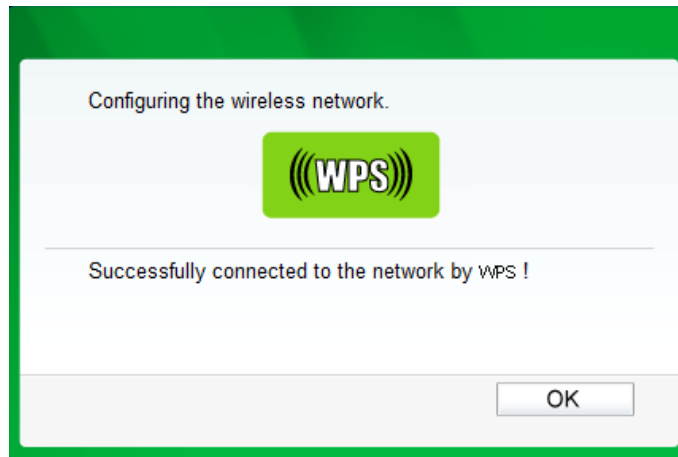 Configuring the wireless network.
(((WPS)))
Successfully connected to the network by WPS !
OK